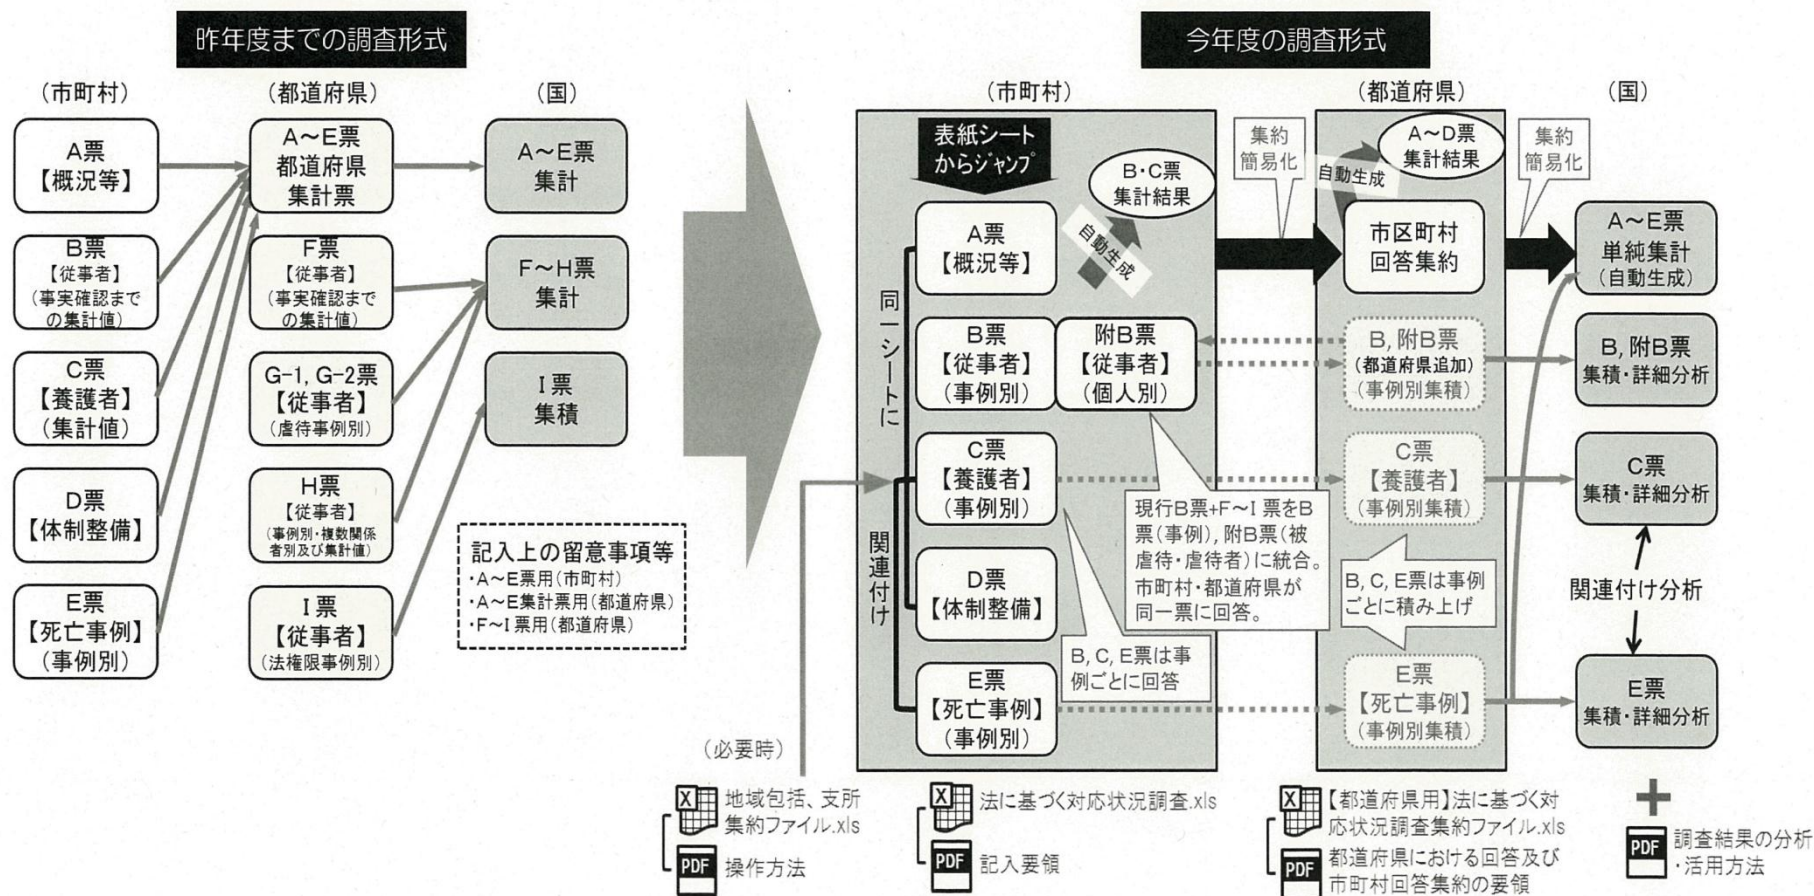 昨年度までの調査形式
(市町村)
(都道府県)
(国)
A票
【概況等】
B票
【従事者】
(事実確認まで
の集計値)
C票
【養護者】
(集計値)
D票
【体制整備】
E票
【死亡事例】
(事例別)
A～E票
都道府県
集計票
F票
【従事者】
(事実確認まで
の集計値)
G-1, G-2票
【従事者】
(虐待事例別)
H票
【従事者】
(事例別・複数関係
者別及び集計値)
I票
【従事者】
(法権限事例別)
A～E票
集計
F～H票
集計
I票
集積
記入上の留意事項等
・A～E票用(市町村)
・A～E集計票用(都道府県)
・F～I票用(都道府県)
今年度の調査形式
(市町村)
(都道府県)
(国)
表紙シート
からジャンプ
B・C票
集計結果
自動生成
A票
【概況等】
同一シートに
関連付け
B票
【従事者】
(事例別)
附B票
【従事者】
(個人別)
C票
【養護者】
(事例別)
D票
【体制整備】
E票
【死亡事例】
(事例別)
現行B票+F～I票をB
票(事例), 附B票(被
虐待・虐待者)に統合。
市町村・都道府県が
同一票に回答。
B, C, E票は事
例ごとに回答
集約
簡易化
自動生成
A～D票
集計結果
市区町村
回答集約
B, 附B票
(都道府県追加)
(事例別集積)
C票
【養護者】
(事例別集積)
B, C, E票は事例
ごとに積み上げ
E票
【死亡事例】
(事例別集積)
集約
簡易化
A～E票
単純集計
(自動生成)
B, 附B票
集積・詳細分析
C票
集積・詳細分析
関連付け分析
E票
集積・詳細分析
(必要時)
X
地域包括、支所
集約ファイル.xls
PDF
操作方法
X
法に基づく対応状況調査.xls
PDF
記入要領
X
【都道府県用】法に基づく対
応状況調査集約ファイル.xls
PDF
都道府県における回答及び
市町村回答集約の要領
+
PDF
調査結果の分析
・活用方法